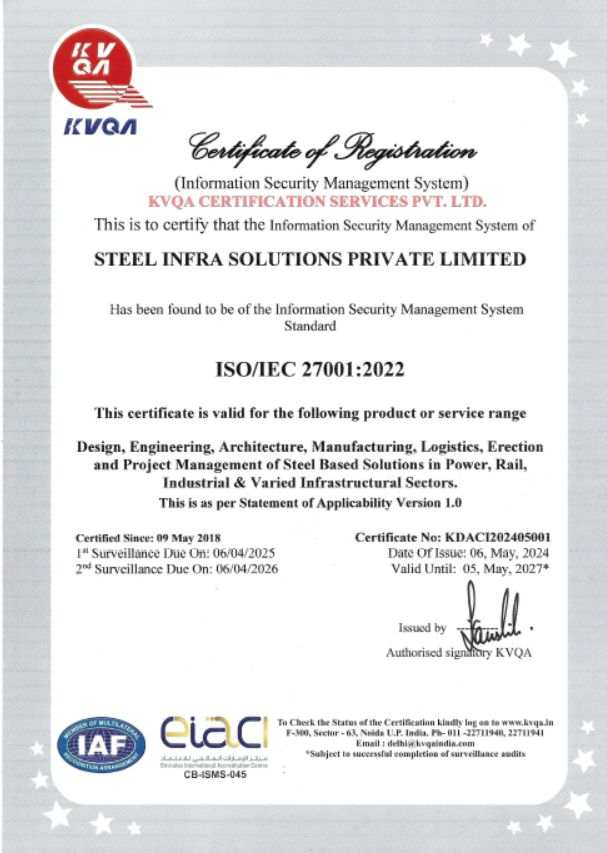 KV
QA
KVQA
Certificate of Registration
(Information Security Management System)
KVQA CERTIFICATION SERVICES PVT. LTD.
This is to certify that the Information Security Management System of
STEEL INFRA SOLUTIONS PRIVATE LIMITED
Has been found to be of the Information Security Management System
Standard
ISO/IEC 27001:2022
This certificate is valid for the following product or service range
Design, Engineering, Architecture, Manufacturing, Logistics, Erection
and Project Management of Steel Based Solutions in Power, Rail,
Industrial & Varied Infrastructural Sectors.
This is as per Statement of Applicability Version 1.0
Certified Since: 09 May 2018
1st Surveillance Due On: 06/04/2025
2nd Surveillance Due On: 06/04/2026
Certificate No: KDACI202405001
Date Of Issue: 06, May, 2024
Valid Until: 05, May, 2027*
Issued by
Authorised signatory KVQA
MEMBER OF MULTILATERAL
IAF
RECOGNITION ARRANGEMENT
eiaci
مركز الإمارات العالمي للاعتماد
Emirates International Accreditation Centre
CB-ISMS-045
To Check the Status of the Certification kindly log on to www.kvqa.in
F-300, Sector - 63, Noida U.P. India. Ph- 011 -22711940, 22711941
Email : delhi@kvqaindia.com
*Subject to successful completion of surveillance audits